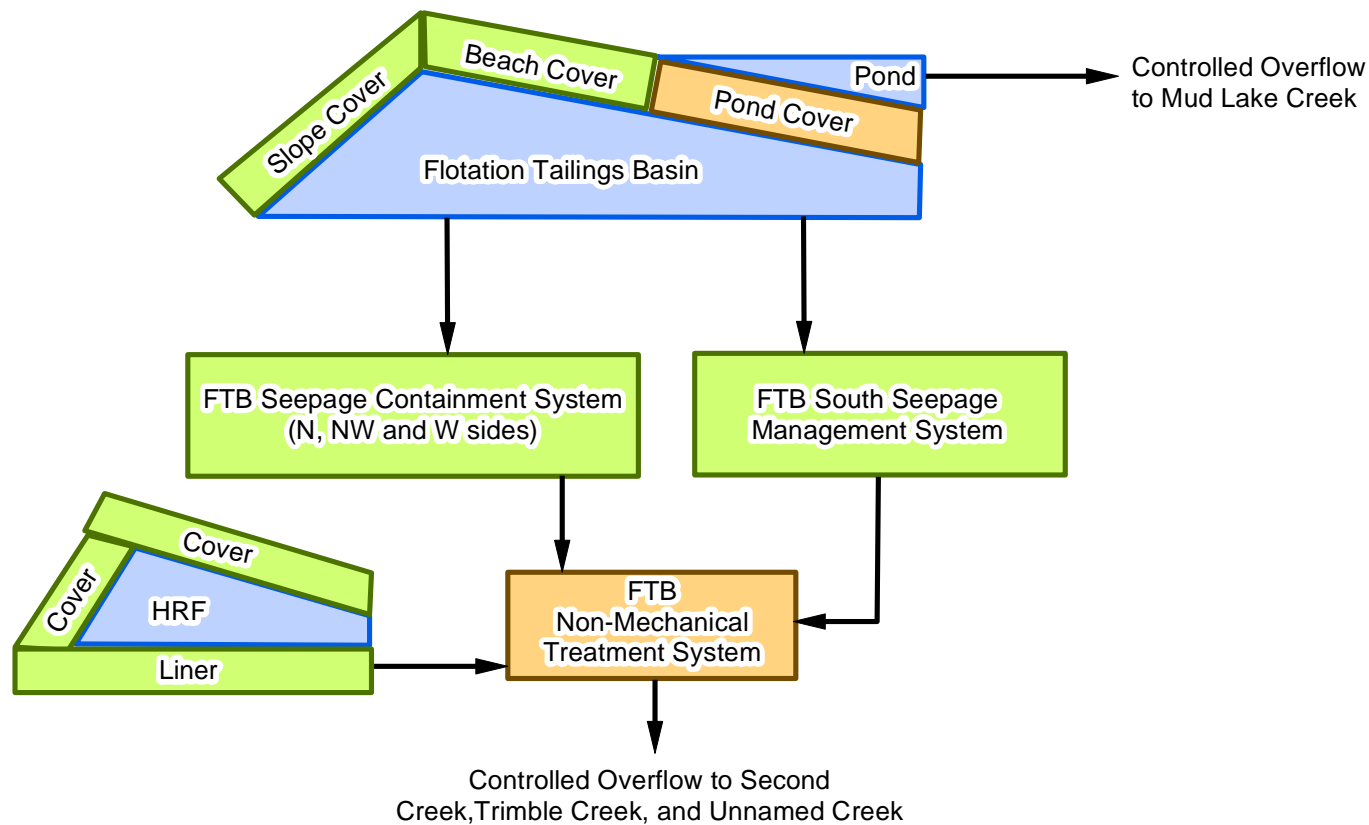 Slope Cover
Beach Cover
Pond
Pond Cover
Flotation Tailings Basin
Controlled Overflow
to Mud Lake Creek
FTB Seepage Containment System
(N, NW and W sides)
FTB South Seepage
Management System
Cover
Cover
HRF
Liner
FTB
Non-Mechanical
Treatment System
Controlled Overflow to Second
Creek,Trimble Creek, and Unnamed Creek